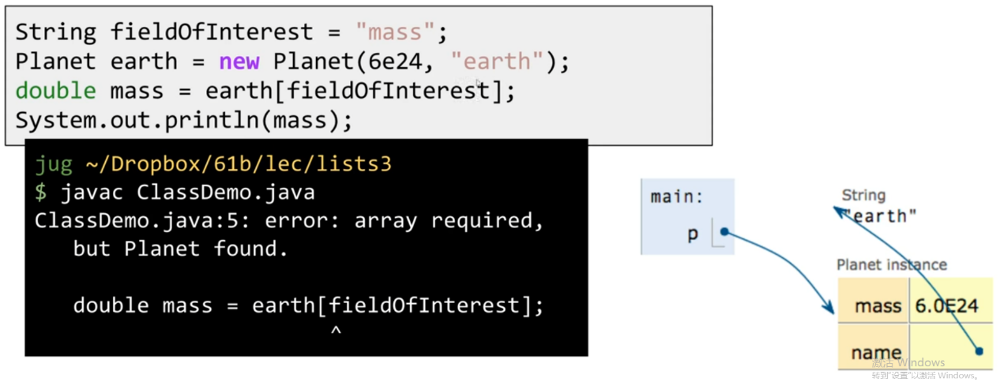 String fieldOfInterest = "mass";
Planet earth = new Planet(6e24, "earth");
double mass = earth[fieldOfInterest];
System.out.println(mass);
jug ~/Dropbox/61b/lec/lists3
$ javac ClassDemo.java
ClassDemo.java:5: error: array required,
but Planet found.
double mass = earth[fieldOfInterest];
^
main:
p
String
"earth"
Planet instance
mass 6.0E24
name
激活 Windows
转到"设置"以激活 Windows。